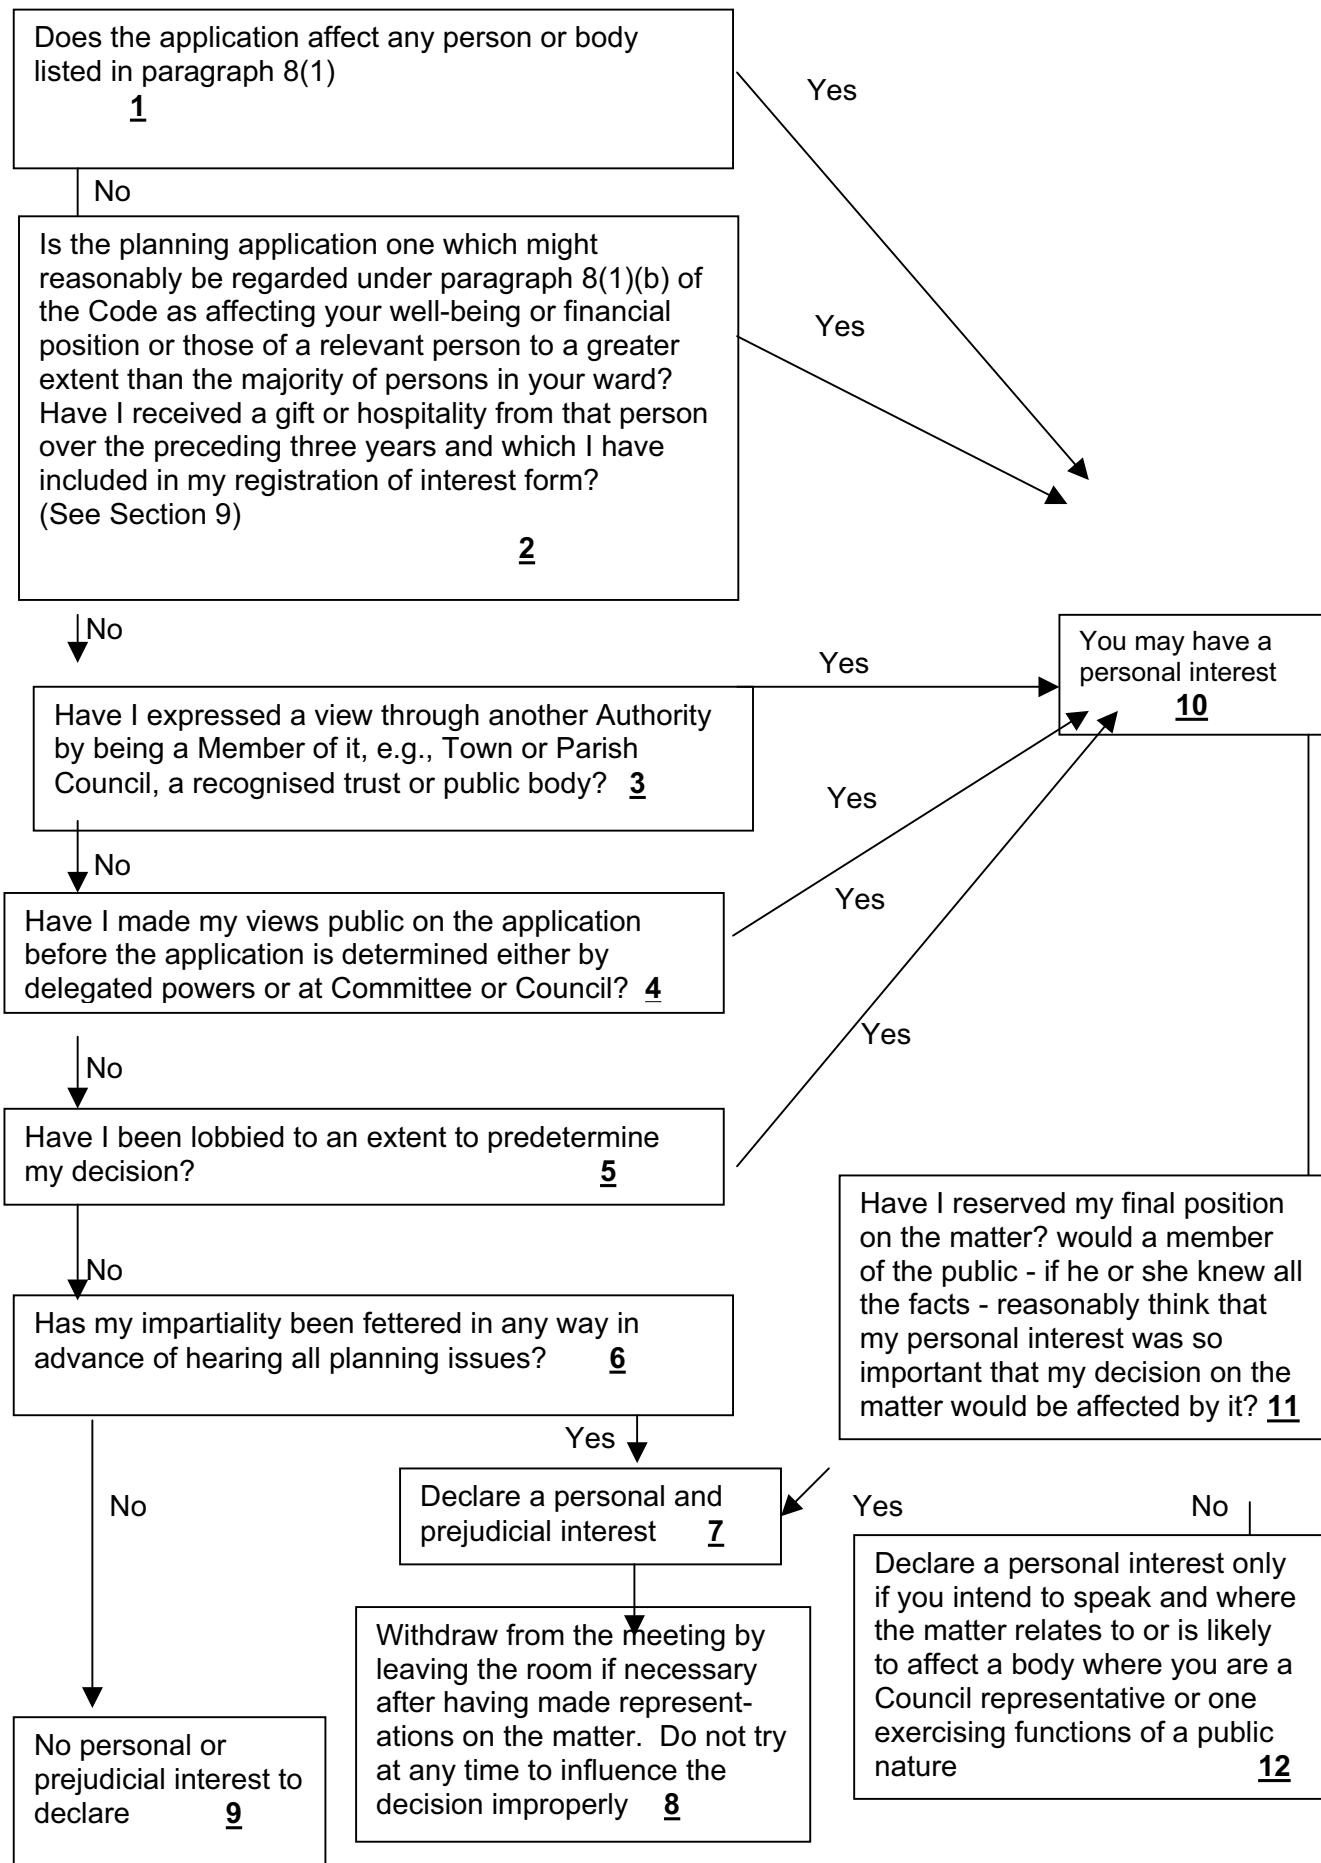 Does the application affect any person or body
listed in paragraph 8(1)
1
Yes
No
Is the planning application one which might
reasonably be regarded under paragraph 8(1)(b) of
the Code as affecting your well-being or financial
position or those of a relevant person to a greater
extent than the majority of persons in your ward?
Have I received a gift or hospitality from that person
over the preceding three years and which I have
included in my registration of interest form?
(See Section 9)
2
Yes
No
Yes
You may have a
personal interest
10
Have I expressed a view through another Authority
by being a Member of it, e.g., Town or Parish
Council, a recognised trust or public body? 3
Yes
No
Yes
Have I made my views public on the application
before the application is determined either by
delegated powers or at Committee or Council? 4
Yes
No
Have I been lobbied to an extent to predetermine
my decision? 5
No
Have I reserved my final position
on the matter? would a member
of the public - if he or she knew all
the facts - reasonably think that
my personal interest was so
important that my decision on the
matter would be affected by it? 11
Has my impartiality been fettered in any way in
advance of hearing all planning issues? 6
Yes
No
Declare a personal and
prejudicial interest 7
Yes
No
Declare a personal interest only
if you intend to speak and where
the matter relates to or is likely
to affect a body where you are a
Council representative or one
exercising functions of a public
nature 12
Withdraw from the meeting by
leaving the room if necessary
after having made represent-
ations on the matter. Do not try
at any time to influence the
decision improperly 8
No personal or
prejudicial interest to
declare 9